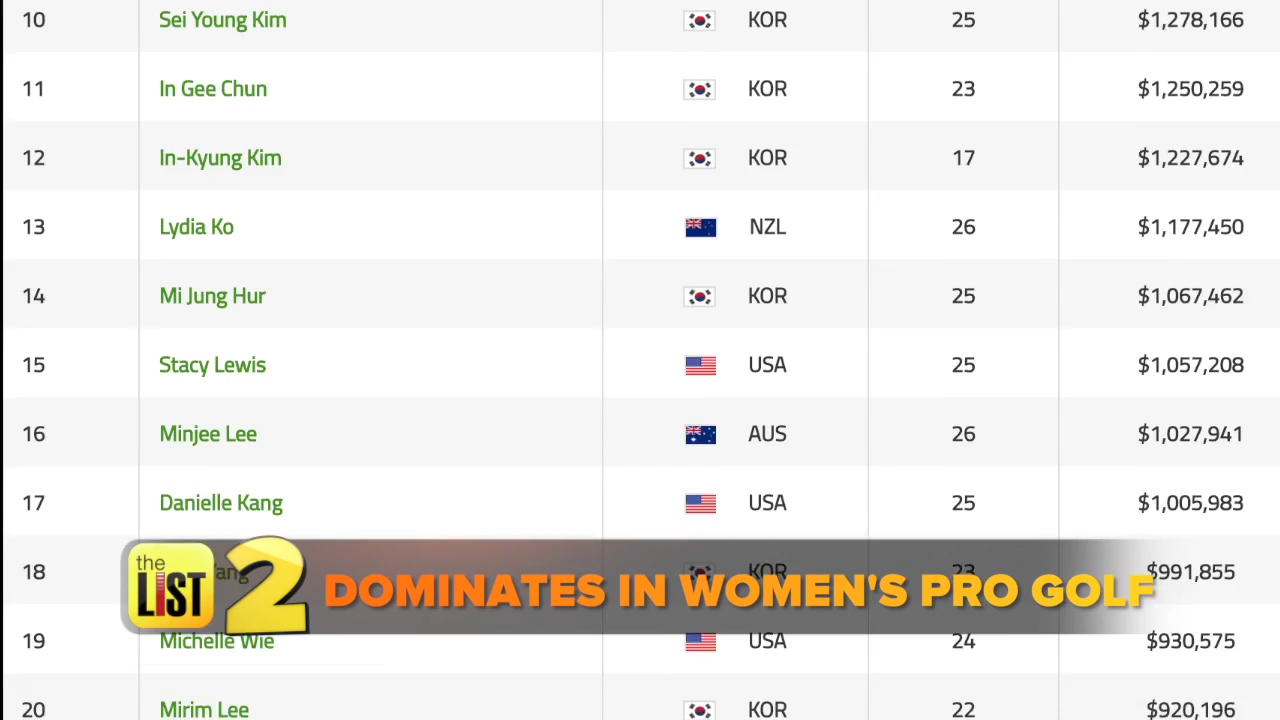 10 Sei Young Kim KOR 25 $1,278,166
11 In Gee Chun KOR 23 $1,250,259
12 In-Kyung Kim KOR 17 $1,227,674
13 Lydia Ko NZL 26 $1,177,450
14 Mi Jung Hur KOR 25 $1,067,462
15 Stacy Lewis USA 25 $1,057,208
16 Minjee Lee AUS 26 $1,027,941
17 Danielle Kang USA 25 $1,005,983
18 KOR 23 $991,855
the
LIST
2 DOMINATES IN WOMEN'S PRO GOLF
19 Michelle Wie USA 24 $930,575
20 Mirim Lee KOR 22 $920,196